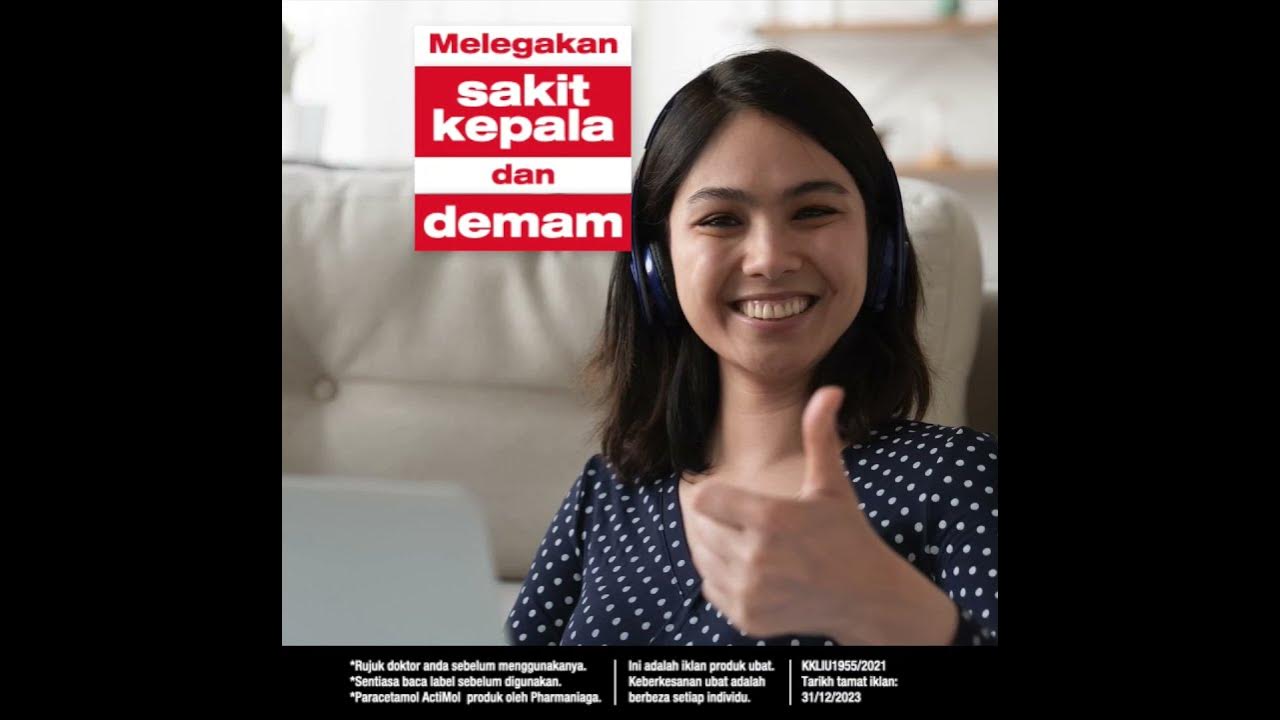 Melegakan
sakit
kepala
dan
demam
*Rujuk doktor anda sebelum menggunakanya.
*Sentiasa baca label sebelum digunakan.
*Paracetamol ActiMol produk oleh Pharmaniaga.
Ini adalah iklan produk ubat.
Keberkesanan ubat adalah
berbeza setiap individu.
KKLIU1955/2021
Tarikh tamat iklan:
31/12/2023